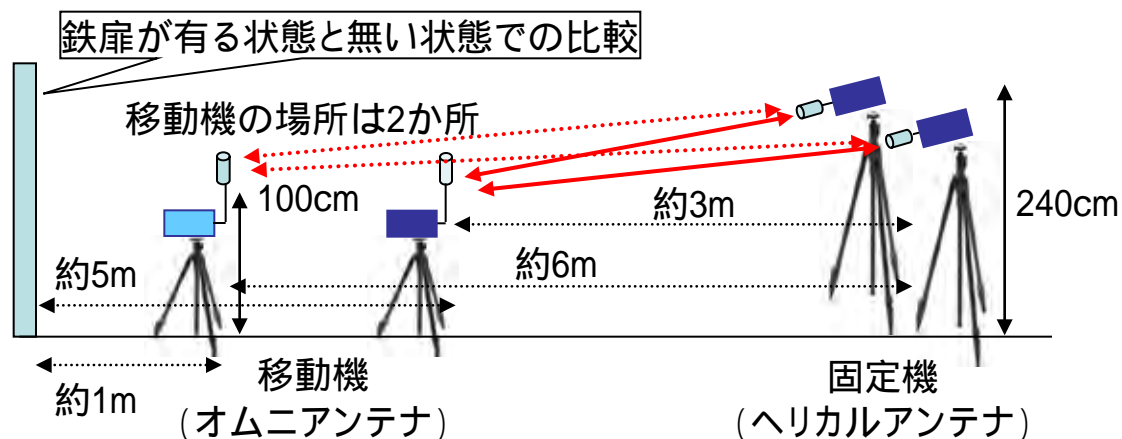 鉄扉が有る状態と無い状態での比較
移動機の場所は2か所
100cm
約3m
240cm
約5m
約6m
約1m
移動機
(オムニアンテナ)
固定機
(ヘリカルアンテナ)